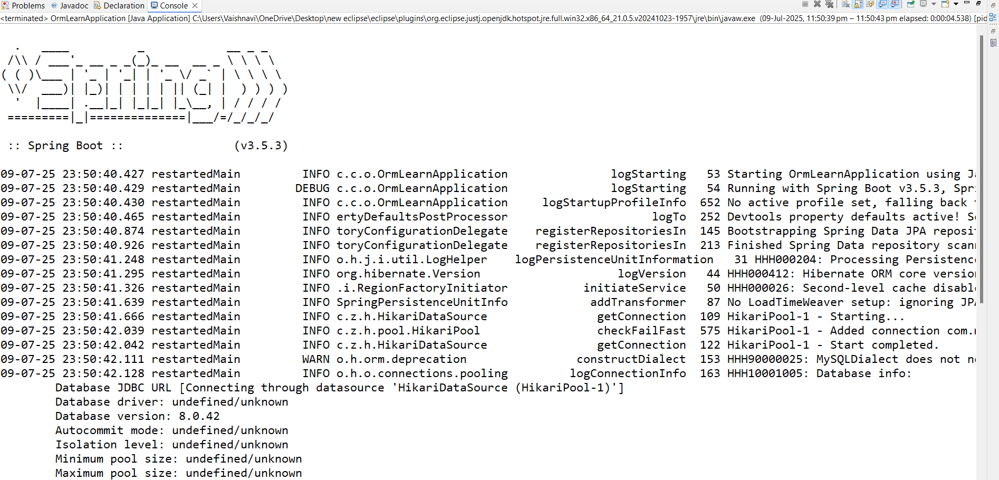 Problems @ Javadoc Declaration Console
<terminated> OrmLearnApplication [Java Application] C:\Users\Vaishnavi\OneDrive\Desktop\new eclipse\eclipse\plugins\org.eclipse.justj.openjdk.hotspot.jre.full.win32.x86_64_21.0.5.v20241023-1957\jre\bin\javaw.exe (09-Jul-2025, 11:50:39 pm – 11:50:43 pm elapsed: 0:00:04.538) [pid
  .   ____          _            __ _ _
 /\\ / ___'_ __ _ _(_)_ __  __ _ \ \ \ \
( ( )\___ | '_ | '_| | '_ \/ _` | \ \ \ \
 \\/  ___)| |_)| | | | | || (_| |  ) ) ) )
  '  |____| .__|_| |_|_| |_\__, | / / / /
 =========|_|==============|___/=/_/_/_/
 :: Spring Boot ::                (v3.5.3)
09-07-25 23:50:40.427 restartedMain INFO c.c.o.OrmLearnApplication logStarting 53 Starting OrmLearnApplication using Ja
09-07-25 23:50:40.429 restartedMain DEBUG c.c.o.OrmLearnApplication logStarting 54 Running with Spring Boot v3.5.3, Spri
09-07-25 23:50:40.430 restartedMain INFO c.c.o.OrmLearnApplication logStartupProfileInfo 652 No active profile set, falling back t
09-07-25 23:50:40.465 restartedMain INFO ertyDefaultsPostProcessor logTo 252 Devtools property defaults active! Se
09-07-25 23:50:40.874 restartedMain INFO toryConfigurationDelegate registerRepositoriesIn 145 Bootstrapping Spring Data JPA reposit
09-07-25 23:50:40.926 restartedMain INFO toryConfigurationDelegate registerRepositoriesIn 213 Finished Spring Data repository scann
09-07-25 23:50:41.248 restartedMain INFO o.h.j.i.util.LogHelper logPersistenceUnitInformation 31 HHH000204: Processing Persistence
09-07-25 23:50:41.295 restartedMain INFO org.hibernate.Version logVersion 44 HHH000412: Hibernate ORM core version
09-07-25 23:50:41.326 restartedMain INFO .i.RegionFactoryInitiator initiateService 50 HHH000026: Second-level cache disable
09-07-25 23:50:41.639 restartedMain INFO SpringPersistenceUnitInfo addTransformer 87 No LoadTimeWeaver setup: ignoring JPA
09-07-25 23:50:41.666 restartedMain INFO c.z.h.HikariDataSource getConnection 109 HikariPool-1 - Starting...
09-07-25 23:50:42.039 restartedMain INFO c.z.h.pool.HikariPool checkFailFast 575 HikariPool-1 - Added connection com.m
09-07-25 23:50:42.042 restartedMain INFO c.z.h.HikariDataSource getConnection 122 HikariPool-1 - Start completed.
09-07-25 23:50:42.111 restartedMain WARN o.h.orm.deprecation constructDialect 153 HHH90000025: MySQLDialect does not ne
09-07-25 23:50:42.128 restartedMain INFO o.h.o.connections.pooling logConnectionInfo 163 HHH10001005: Database info:
Database JDBC URL [Connecting through datasource 'HikariDataSource (HikariPool-1)']
Database driver: undefined/unknown
Database version: 8.0.42
Autocommit mode: undefined/unknown
Isolation level: undefined/unknown
Minimum pool size: undefined/unknown
Maximum pool size: undefined/unknown